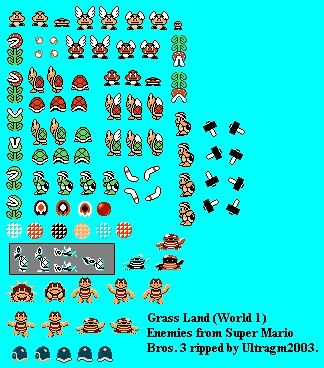 Grass Land (World 1)
Enemies from Super Mario
Bros. 3 ripped by Ultragm2003.